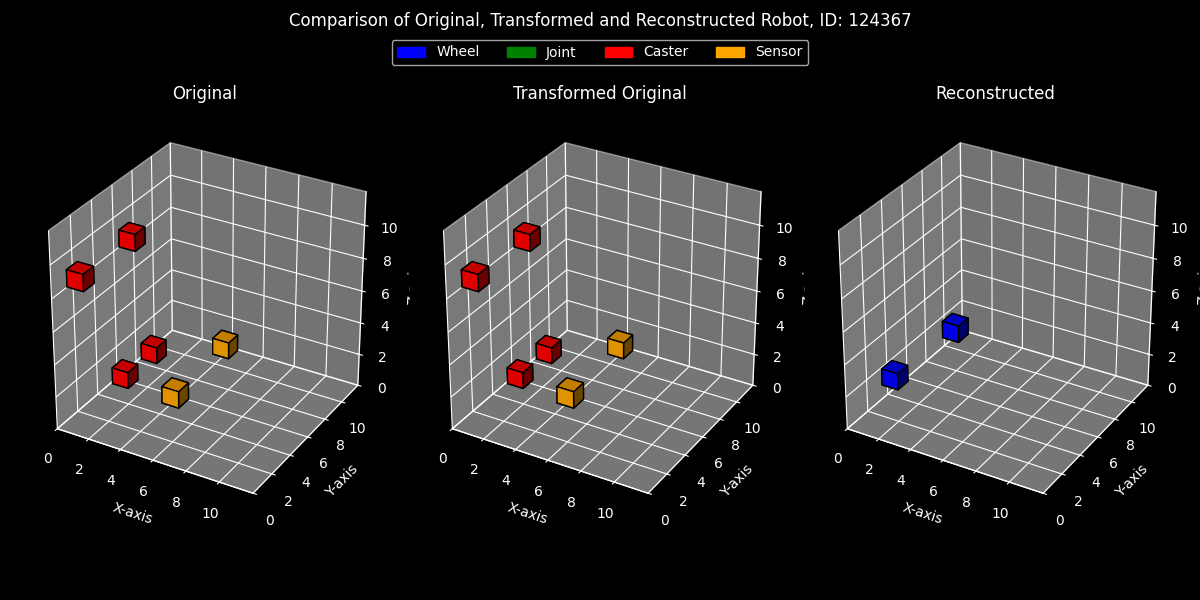 Comparison of Original, Transformed and Reconstructed Robot, ID: 124367
Wheel Joint Caster Sensor
Original Transformed Original Reconstructed
10 10 10
8 8 8
6 6 6
4 4 4
2 2 2
0 0 0
0 2 4 6 8 10 0 2 4 6 8 10 0 2 4 6 8 10
X-axis X-axis X-axis
0 2 4 6 8 10 0 2 4 6 8 10 0 2 4 6 8 10
Y-axis Y-axis Y-axis